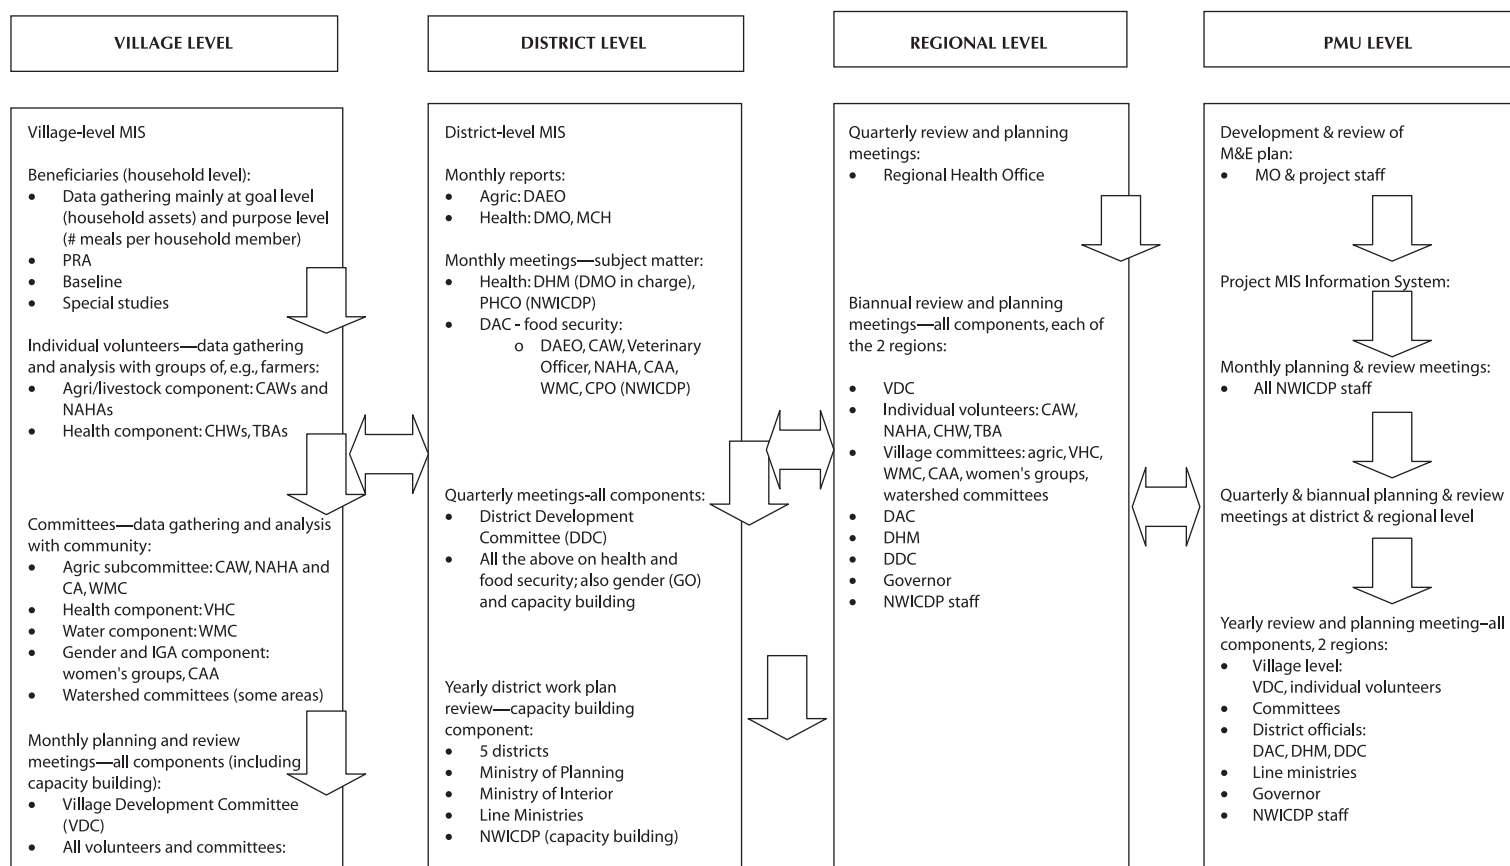 VILLAGE LEVEL
DISTRICT LEVEL
REGIONAL LEVEL
PMU LEVEL
Village-level MIS
Beneficiaries (household level):
• Data gathering mainly at goal level
(household assets) and purpose level
(# meals per household member)
• PRA
• Baseline
• Special studies
Individual volunteers—data gathering
and analysis with groups of, e.g., farmers:
• Agri/livestock component: CAWs and
NAHAs
• Health component: CHWs, TBAs
Committees—data gathering and analysis
with community:
• Agric subcommittee: CAW, NAHA and
CA, WMC
• Health component: VHC
• Water component: WMC
• Gender and IGA component:
women's groups, CAA
• Watershed committees (some areas)
Monthly planning and review
meetings—all components (including
capacity building):
• Village Development Committee
(VDC)
• All volunteers and committees:
District-level MIS
Monthly reports:
• Agric: DAEO
• Health: DMO, MCH
Monthly meetings—subject matter:
• Health: DHM (DMO in charge),
PHCO (NWICDP)
• DAC - food security:
o DAEO, CAW, Veterinary
Officer, NAHA, CAA,
WMC, CPO (NWICDP)
Quarterly meetings-all components:
• District Development
Committee (DDC)
• All the above on health and
food security; also gender (GO)
and capacity building
Yearly district work plan
review—capacity building
component:
• 5 districts
• Ministry of Planning
• Ministry of Interior
• Line Ministries
• NWICDP (capacity building)
Quarterly review and planning
meetings:
• Regional Health Office
Biannual review and planning
meetings—all components, each of
the 2 regions:
• VDC
• Individual volunteers: CAW,
NAHA, CHW, TBA
• Village committees: agric, VHC,
WMC, CAA, women's groups,
watershed committees
• DAC
• DHM
• DDC
• Governor
• NWICDP staff
Development & review of
M&E plan:
• MO & project staff
Project MIS Information System:
Monthly planning & review meetings:
• All NWICDP staff
Quarterly & biannual planning & review
meetings at district & regional level
Yearly review and planning meeting—all
components, 2 regions:
• Village level:
VDC, individual volunteers
• Committees
• District officials:
DAC, DHM, DDC
• Line ministries
• Governor
• NWICDP staff